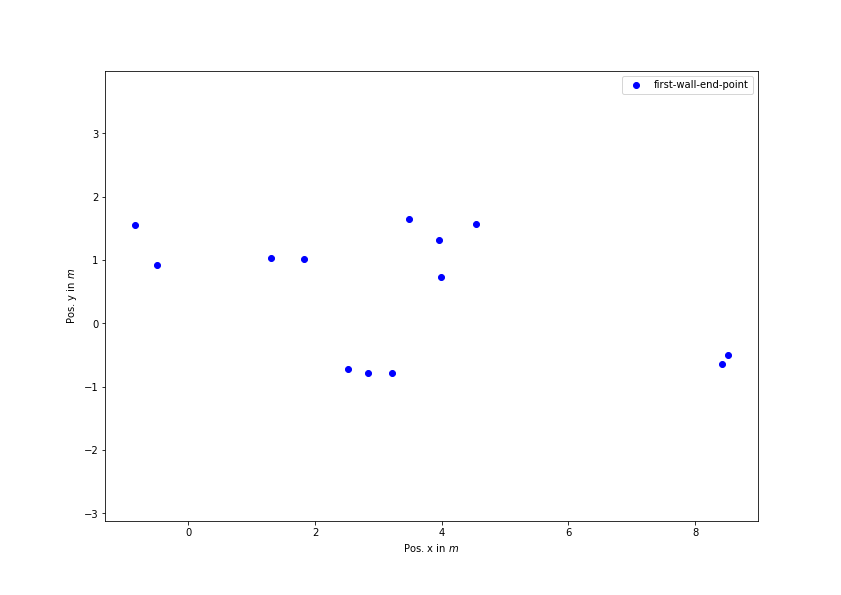 first-wall-end-point
3
2
1
0
−1
−2
−3
Pos. y in m
0 2 4 6 8
Pos. x in m